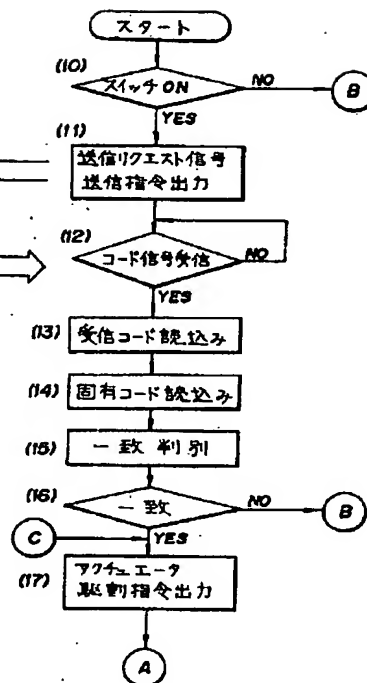 スタート
(10)
スイッチON
NO
B
YES
(11)
送信リクエスト信号
送信指令出力
(12)
コード信号受信
NO
YES
(13)
受信コード読込み
(14)
固有コード読込み
(15)
一致判別
(16)
一致
NO
B
C
YES
(17)
アクチュエータ
駆動指令出力
A